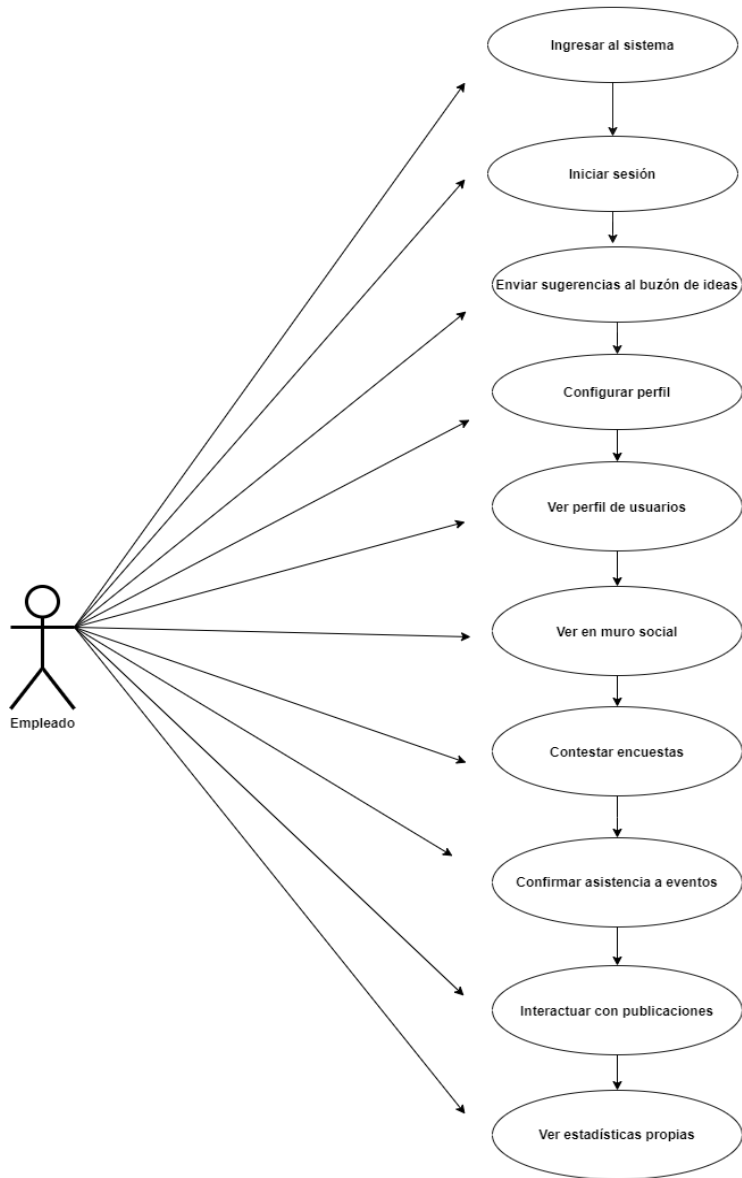 Ingresar al sistema
Iniciar sesión
Enviar sugerencias al buzón de ideas
Configurar perfil
Ver perfil de usuarios
Ver en muro social
Empleado
Contestar encuestas
Confirmar asistencia a eventos
Interactuar con publicaciones
Ver estadísticas propias